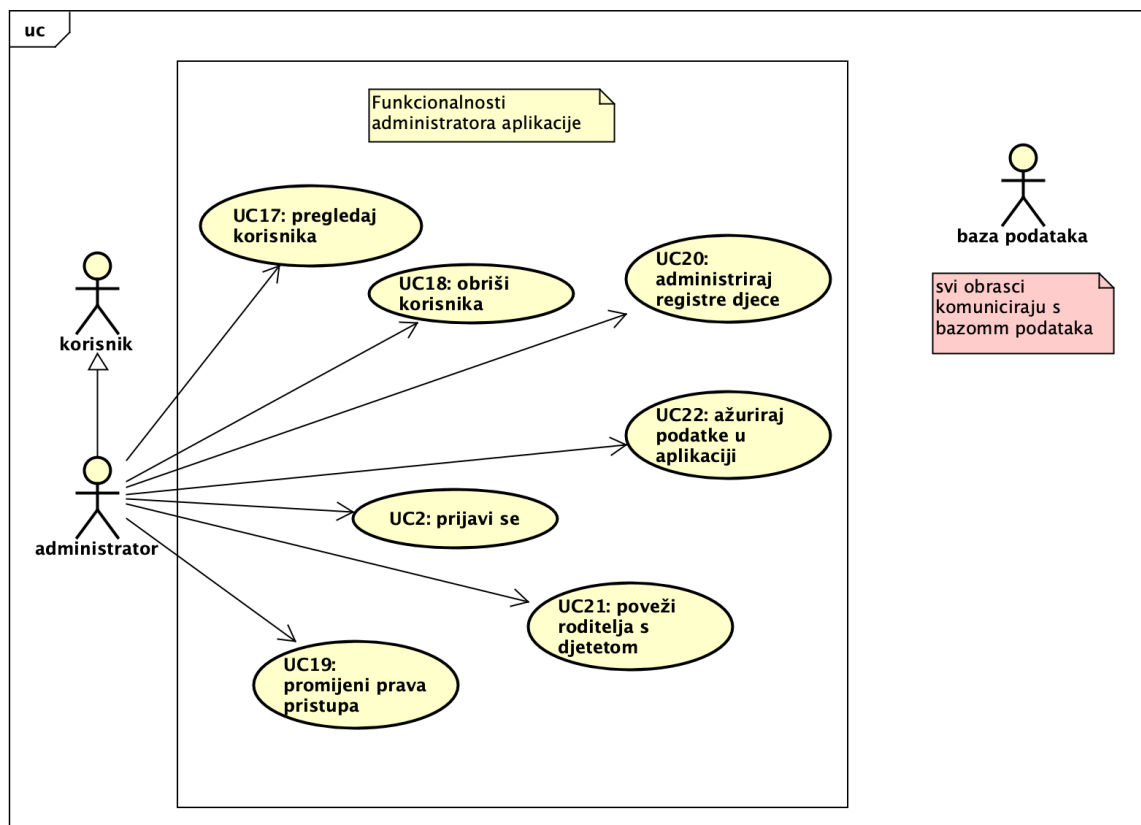 uc
Funkcionalnosti
administratora aplikacije
UC17: pregledaj
korisnika
UC18: obriši
korisnika
UC20:
administriraj
registre djece
baza podataka
svi obrasci
komuniciraju s
bazomm podataka
korisnik
UC22: ažuriraj
podatke u
aplikaciji
UC2: prijavi se
administrator
UC21: poveži
roditelja s
djetetom
UC19:
promijeni prava
pristupa